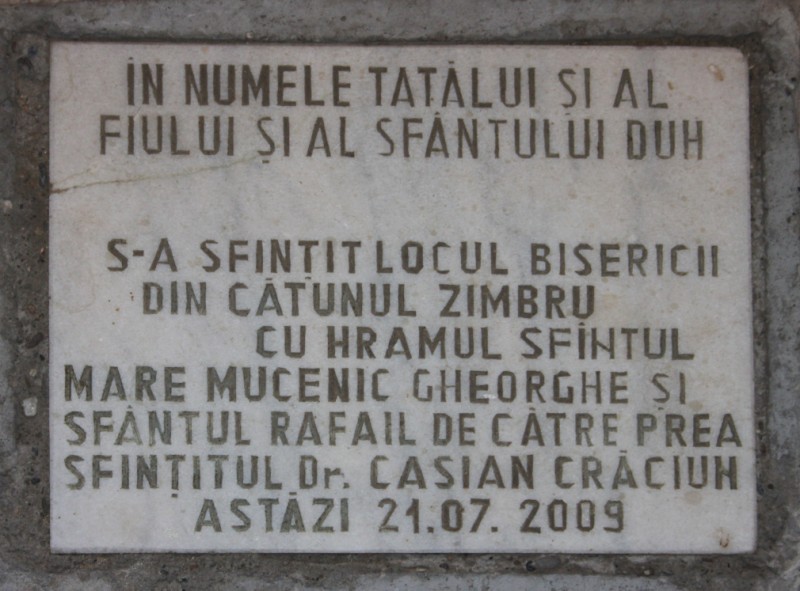 ÎN NUMELE TATĂLUI ȘI AL
FIULUI ȘI AL SFÂNTULUI DUH
S-A SFINȚIT LOCUL BISERICII
DIN CĂTUNUL ZIMBRU
CU HRAMUL SFÎNTUL
MARE MUCENIC GHEORGHE ȘI
SFÂNTUL RAFAIL DE CĂTRE PREA
SFINȚITUL Dr. CASIAN CRĂCIUN
ASTĂZI 21.07.2009